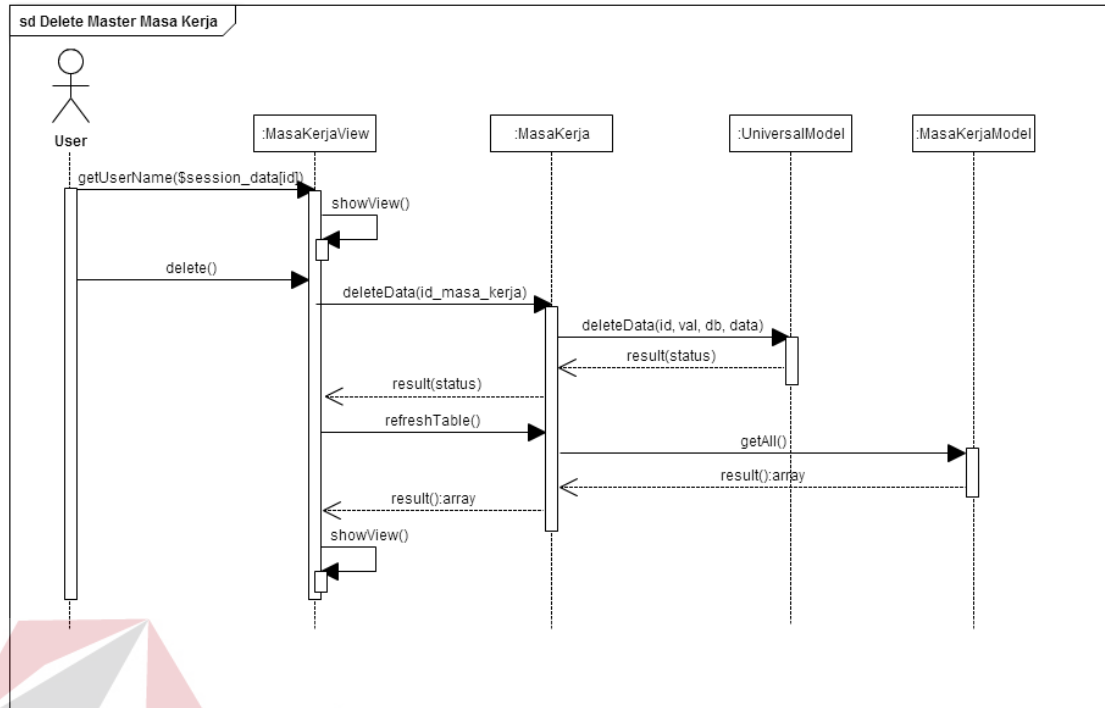 sd Delete Master Masa Kerja
User
:MasaKerjaView
:MasaKerja
:UniversalModel
:MasaKerjaModel
getUserName($session_data[id])
showView()
delete()
deleteData(id_masa_kerja)
deleteData(id, val, db, data)
result(status)
result(status)
refreshTable()
getAll()
result():array
result():array
showView()